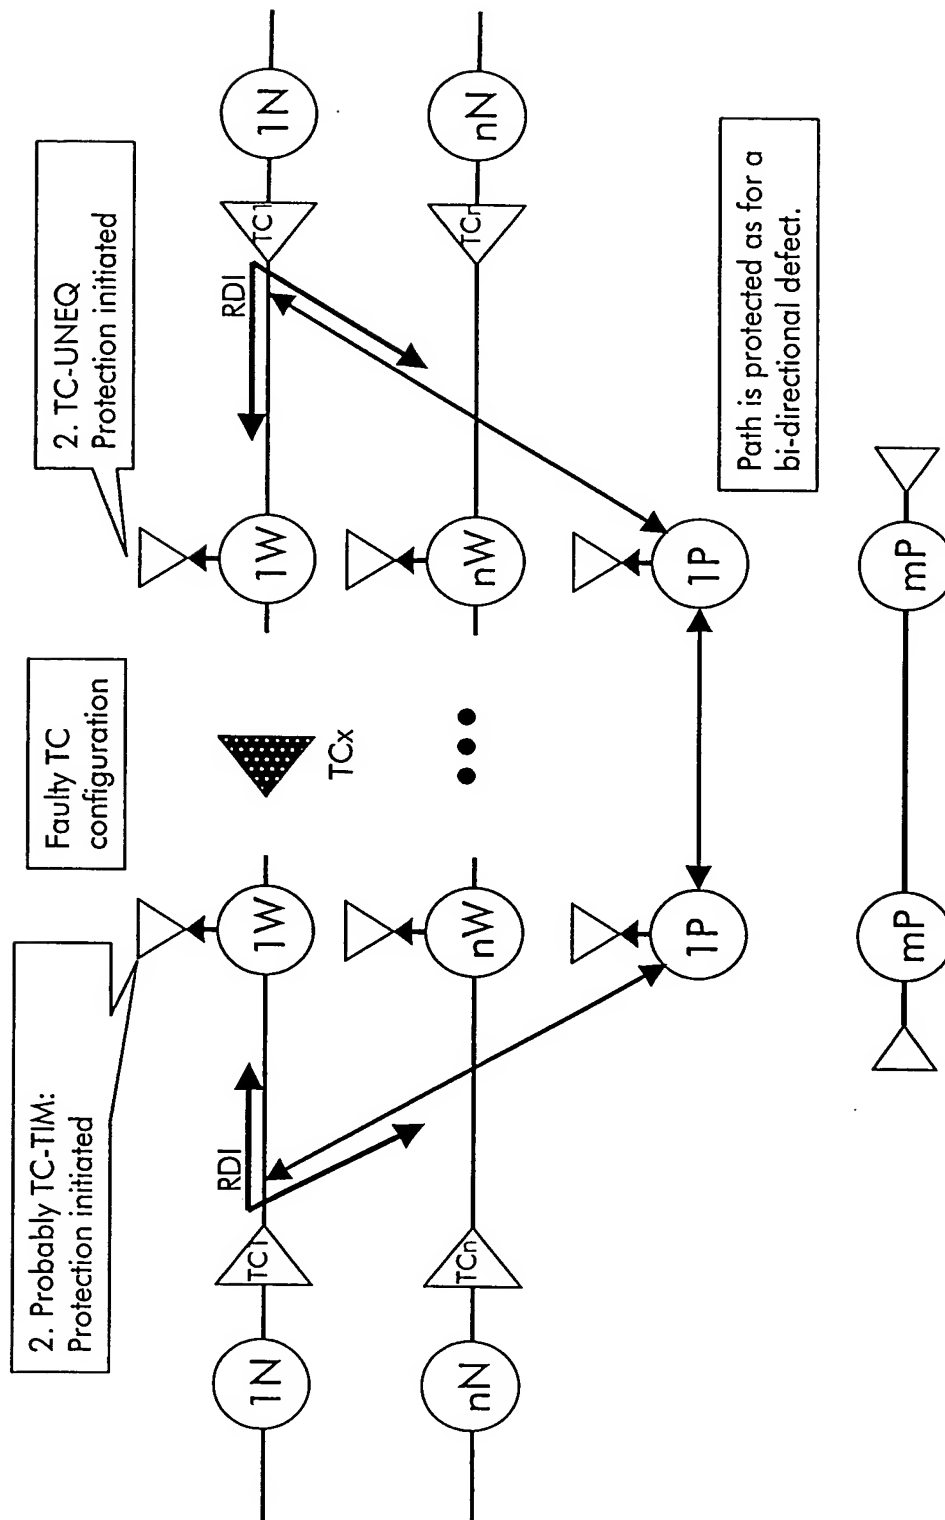 2. Probably TC-TIM:
Protection initiated
Faulty TC
configuration
2. TC-UNEQ
Protection initiated
1N
TC1
RDI
1W
TCx
1W
RDI
TC1
1N
nN
TCn
nW
nW
TCn
nN
1P
1P
Path is protected as for a
bi-directional defect.
mP
mP